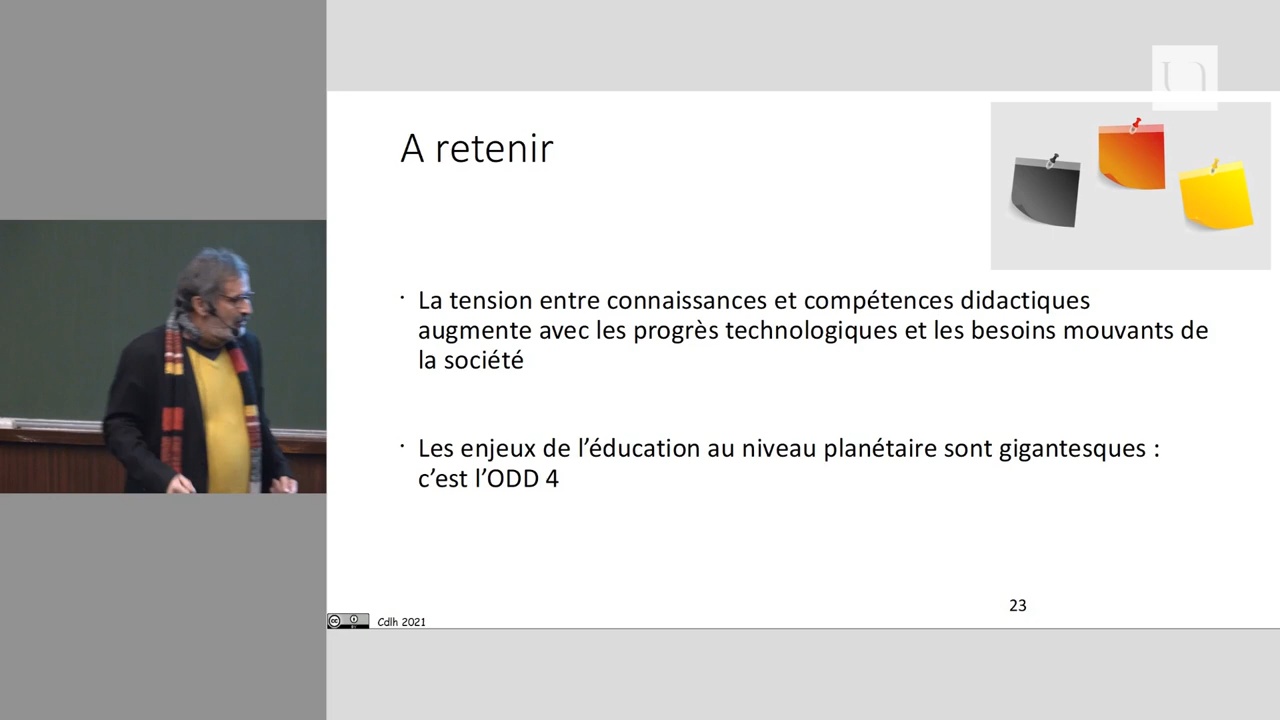 A retenir
La tension entre connaissances et compétences didactiques
augmente avec les progrès technologiques et les besoins mouvants de
la société
Les enjeux de l’éducation au niveau planétaire sont gigantesques :
c’est l’ODD 4
23
Cdlh 2021